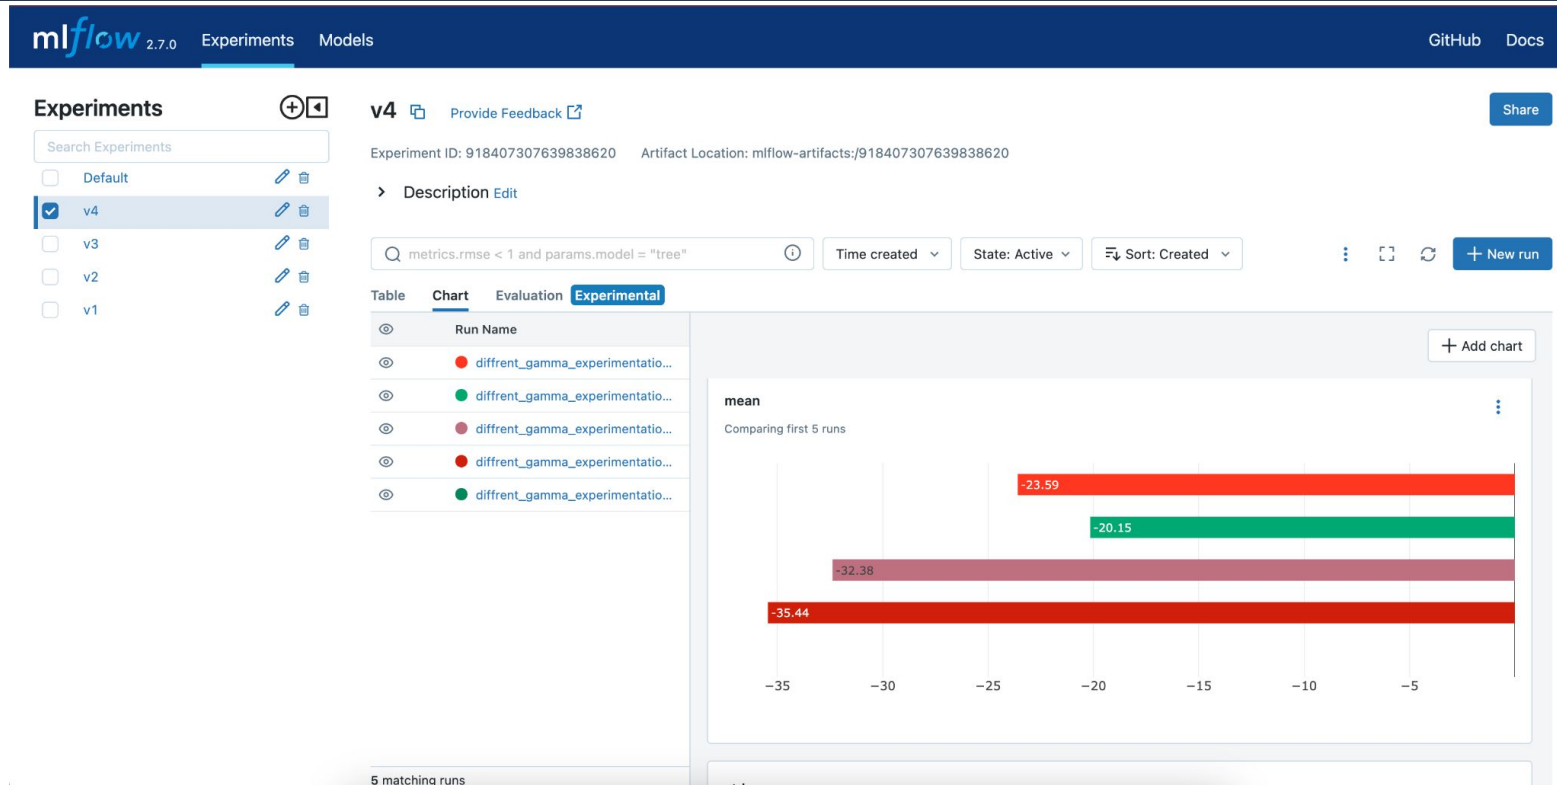 mlflow 2.7.0 Experiments Models GitHub Docs
Experiments
Search Experiments
Default
v4
v3
v2
v1
v4 Provide Feedback Share
Experiment ID: 918407307639838620 Artifact Location: mlflow-artifacts:/918407307639838620
Description Edit
metrics.rmse < 1 and params.model = "tree" Time created State: Active Sort: Created + New run
Table Chart Evaluation Experimental
Run Name
diffrent_gamma_experimentatio...
diffrent_gamma_experimentatio...
diffrent_gamma_experimentatio...
diffrent_gamma_experimentatio...
diffrent_gamma_experimentatio...
5 matching runs
+ Add chart
mean
Comparing first 5 runs
-23.59
-20.15
-32.38
-35.44
−35 −30 −25 −20 −15 −10 −5